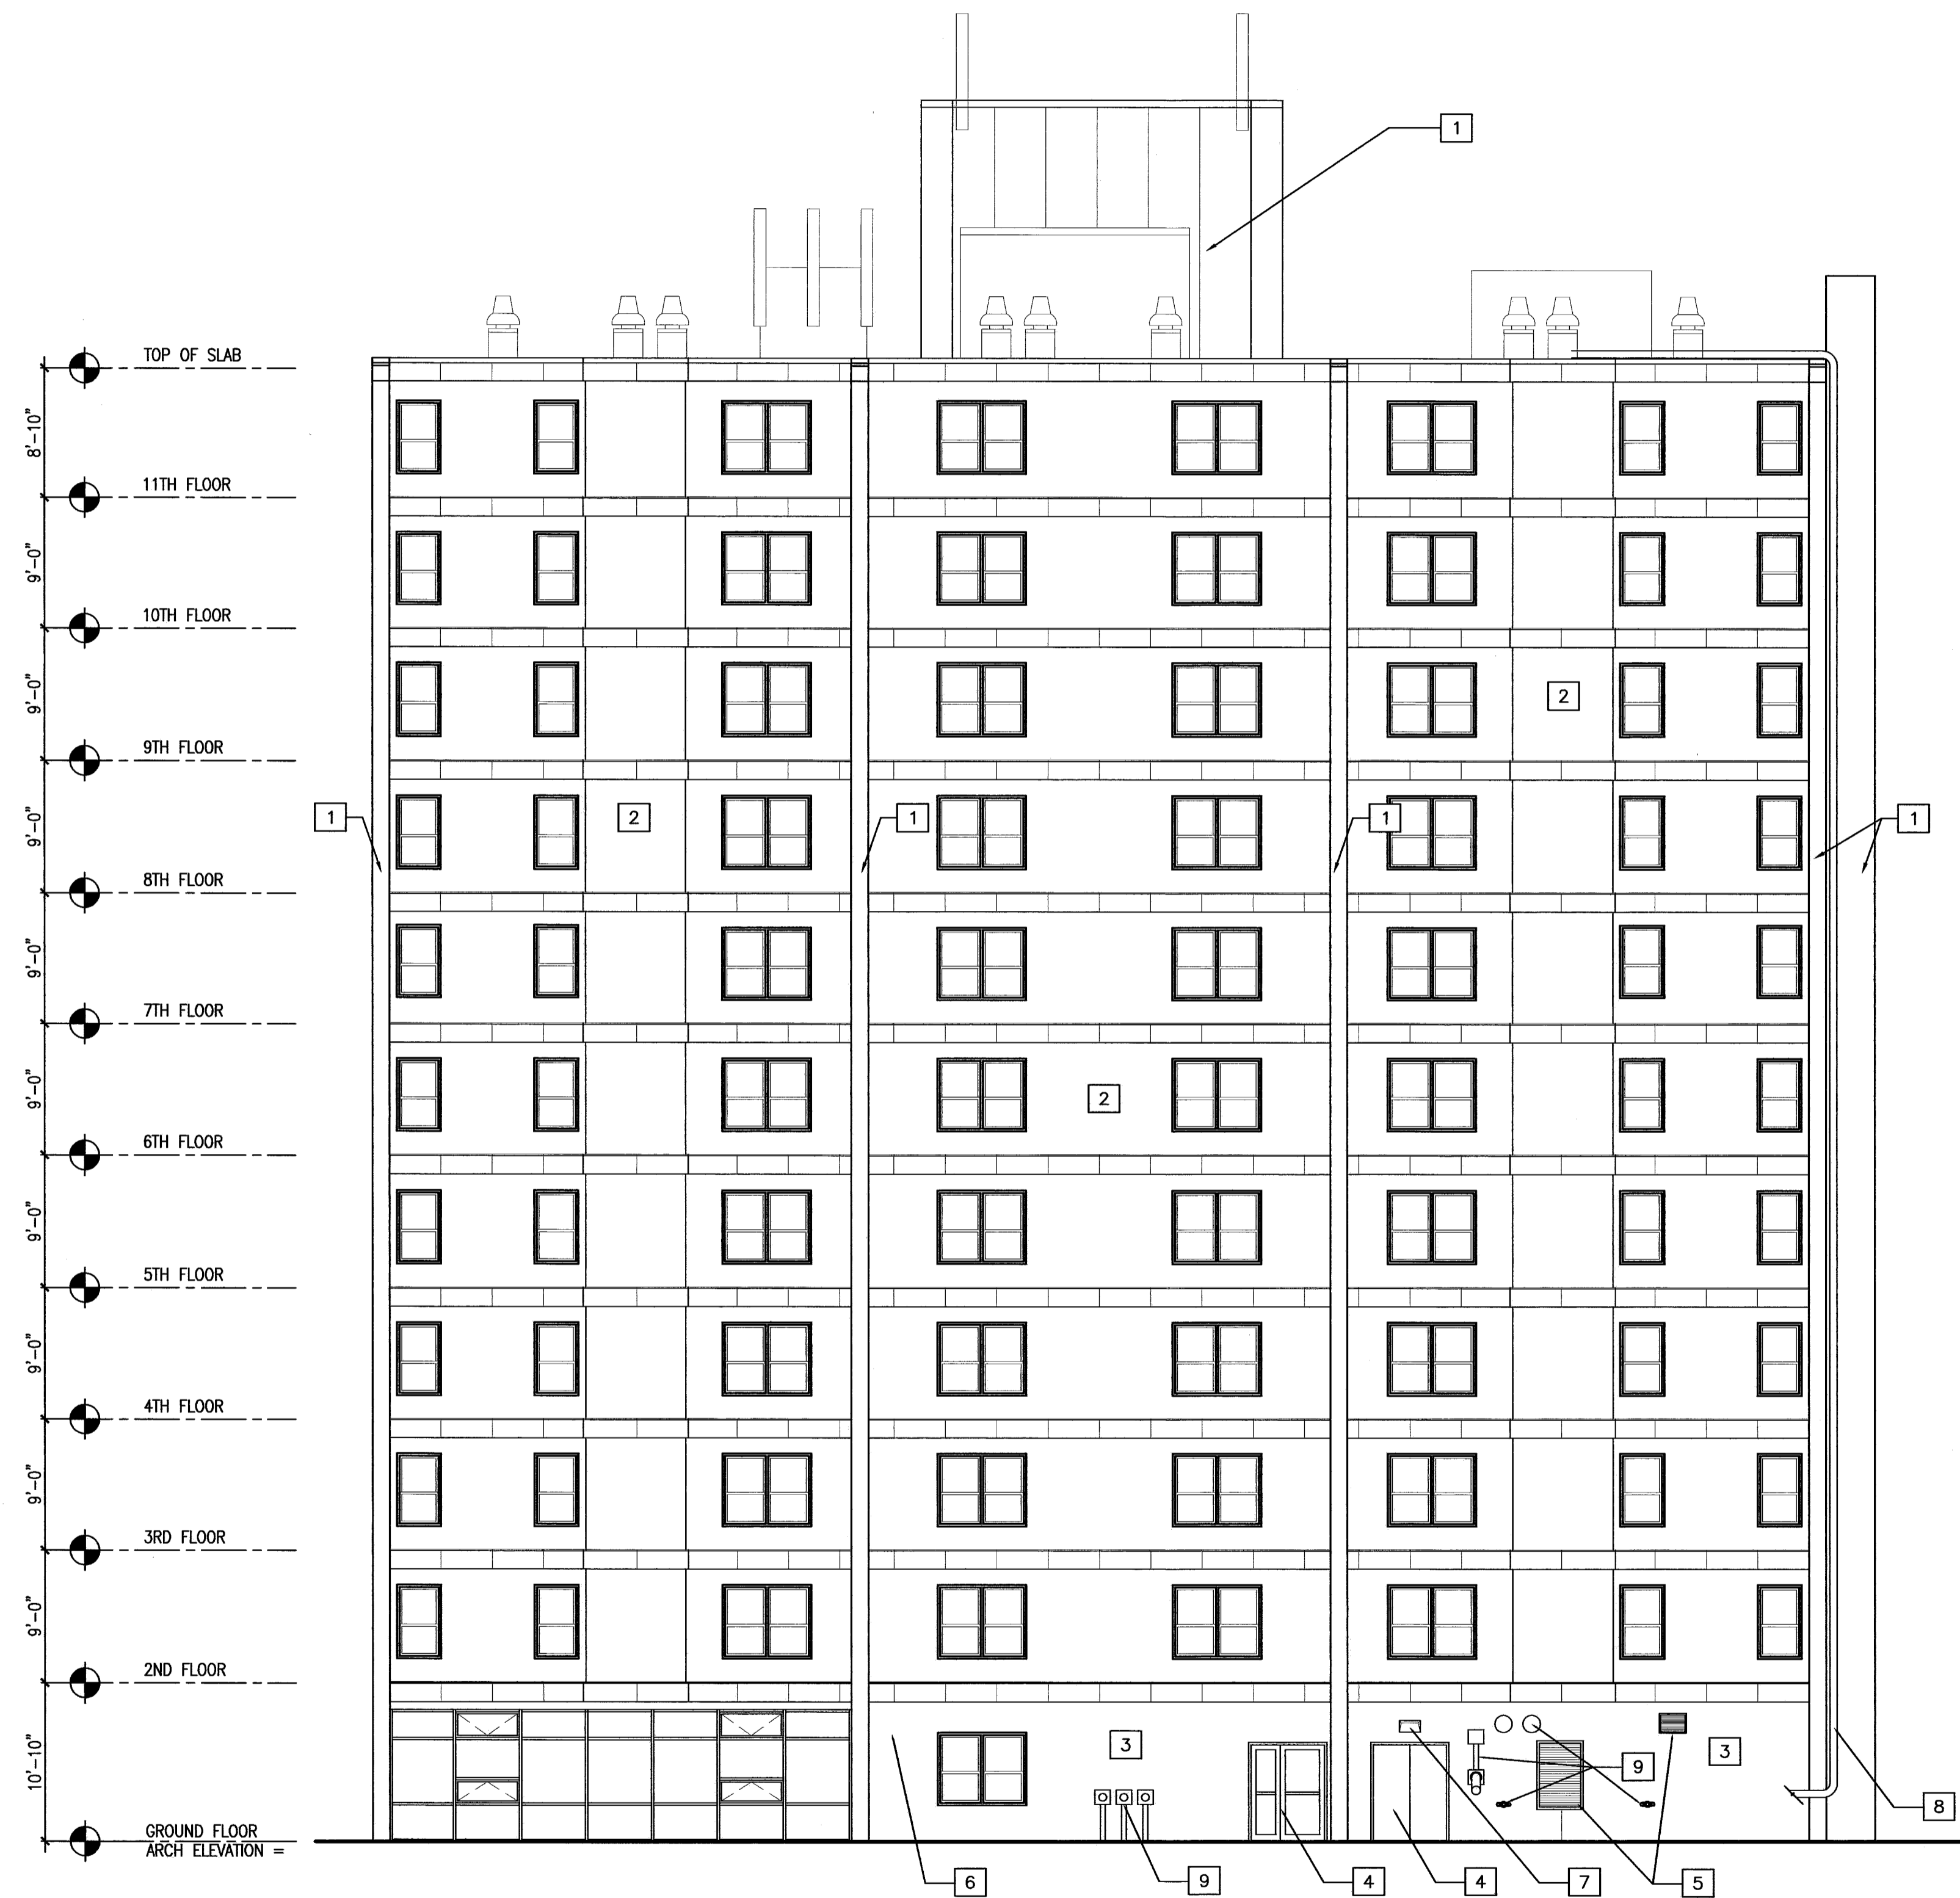 1
TOP OF SLAB
8'-10"
11TH FLOOR
9'-0"
10TH FLOOR
9'-0"
2
9TH FLOOR
9'-0"
1
2
1
1
1
8TH FLOOR
9'-0"
7TH FLOOR
9'-0"
2
6TH FLOOR
9'-0"
5TH FLOOR
9'-0"
4TH FLOOR
9'-0"
3RD FLOOR
9'-0"
2ND FLOOR
10'-10"
3
3
9
8
GROUND FLOOR
ARCH ELEVATION =
6
9
4
4
7
5